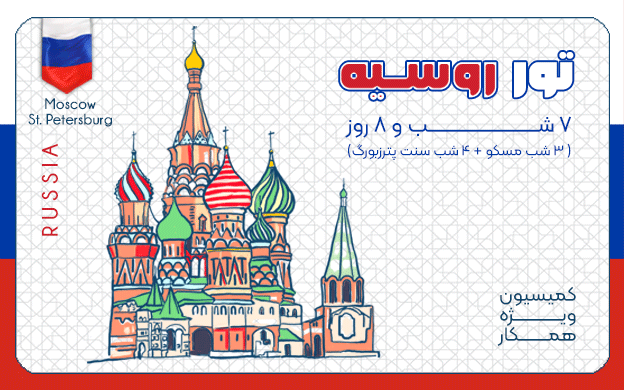 Moscow
St. Petersburg
RUSSIA
تور روسیه
۷ شب و ۸ روز
(۳ شب مسکو + ۴ شب سنت پترزبورگ)
کمیسیون
ویژه
همکار